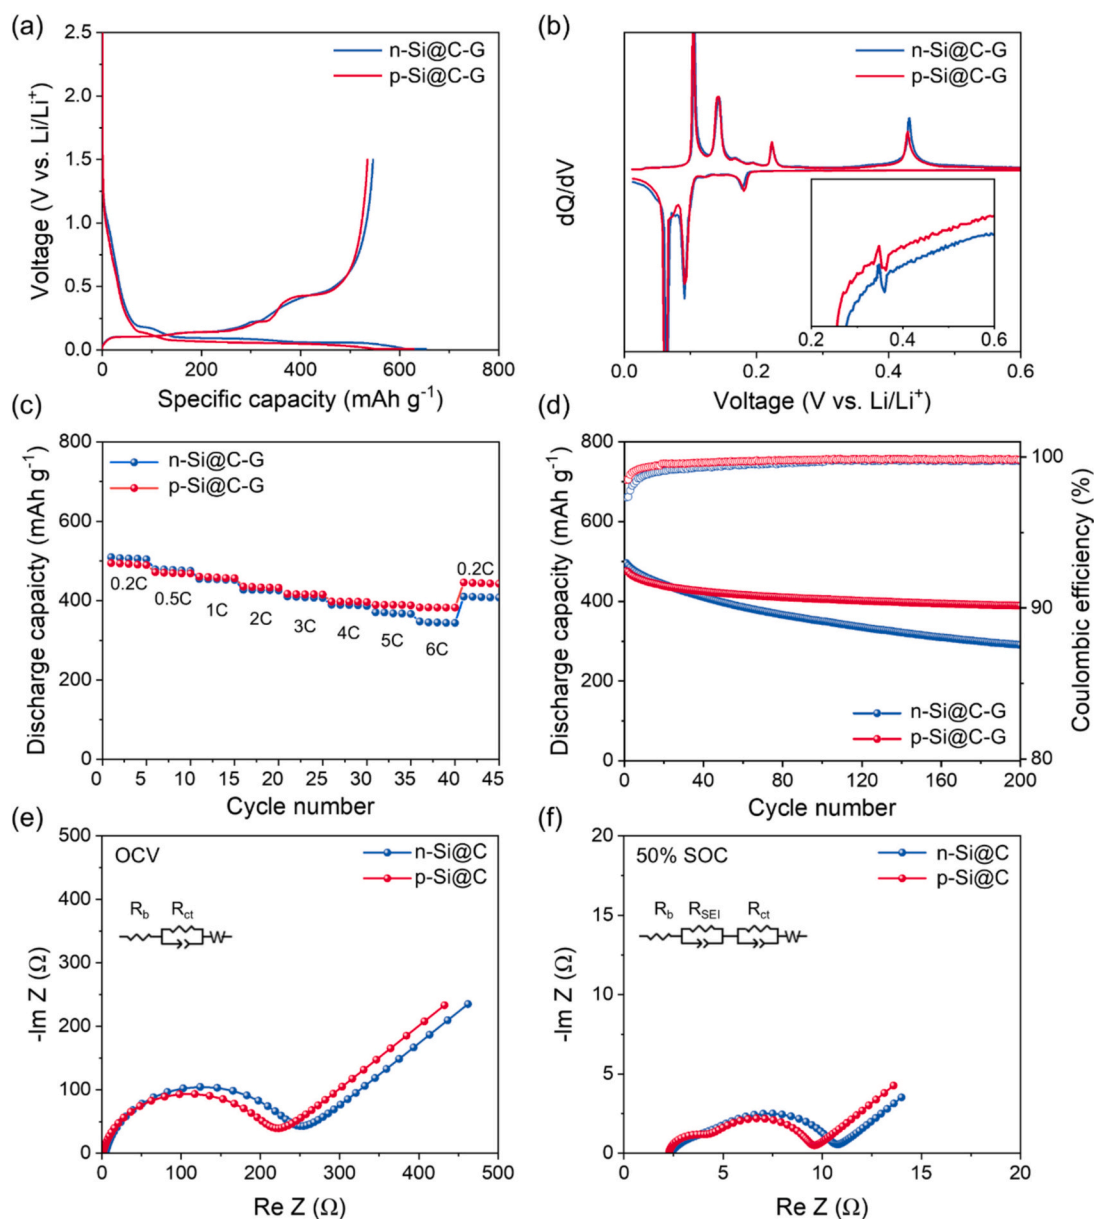 (a)
n-Si@C-G
p-Si@C-G
Voltage (V vs. Li/Li+)
2.5
2.0
1.5
1.0
0.5
0.0
0 200 400 600 800
Specific capacity (mAh g-1)
(b)
n-Si@C-G
p-Si@C-G
dQ/dV
0.2 0.4 0.6
0.0 0.2 0.4 0.6
Voltage (V vs. Li/Li+)
(c)
n-Si@C-G
p-Si@C-G
Discharge capaicty (mAh g-1)
800
600
400
200
0
0.2C
0.5C
1C
2C
3C
4C
5C
6C
0.2C
0 5 10 15 20 25 30 35 40 45
Cycle number
(d)
Discharge capacity (mAh g-1)
800
600
400
200
0
n-Si@C-G
p-Si@C-G
100
90
80
Coulombic efficiency (%)
0 40 80 120 160 200
Cycle number
(e)
OCV
n-Si@C
p-Si@C
Rb Rct W
-Im Z (Ω)
500
400
300
200
100
0
0 100 200 300 400 500
Re Z (Ω)
(f)
50% SOC
n-Si@C
p-Si@C
Rb RSEI Rct W
-Im Z (Ω)
20
15
10
5
0
0 5 10 15 20
Re Z (Ω)